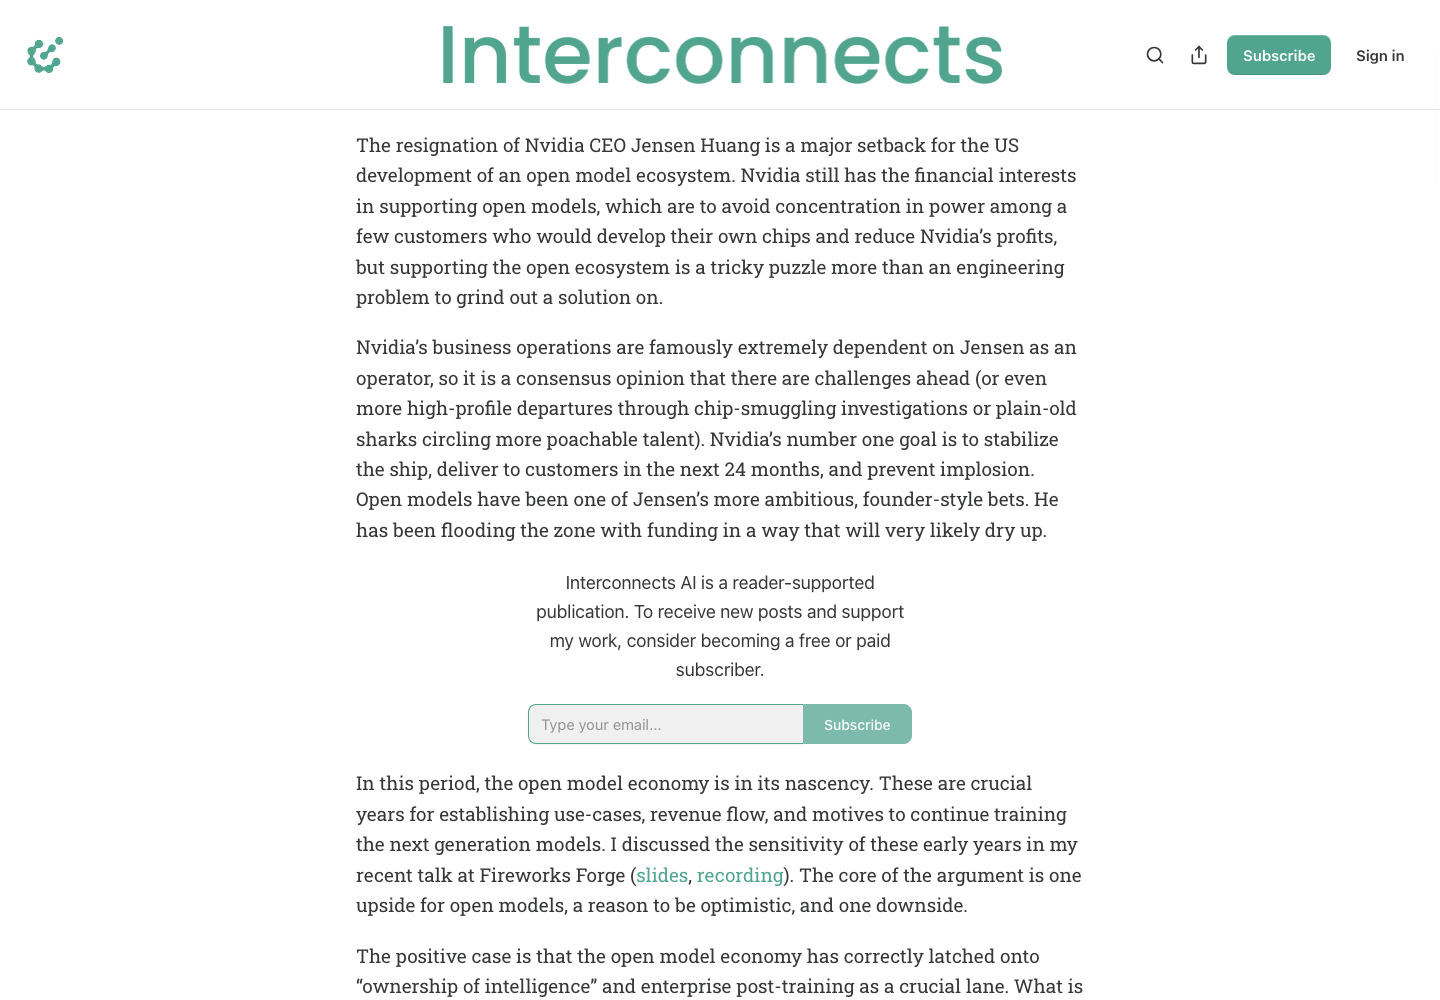 Interconnects
Subscribe
Sign in
The resignation of Nvidia CEO Jensen Huang is a major setback for the US
development of an open model ecosystem. Nvidia still has the financial interests
in supporting open models, which are to avoid concentration in power among a
few customers who would develop their own chips and reduce Nvidia’s profits,
but supporting the open ecosystem is a tricky puzzle more than an engineering
problem to grind out a solution on.
Nvidia’s business operations are famously extremely dependent on Jensen as an
operator, so it is a consensus opinion that there are challenges ahead (or even
more high-profile departures through chip-smuggling investigations or plain-old
sharks circling more poachable talent). Nvidia’s number one goal is to stabilize
the ship, deliver to customers in the next 24 months, and prevent implosion.
Open models have been one of Jensen’s more ambitious, founder-style bets. He
has been flooding the zone with funding in a way that will very likely dry up.
Interconnects AI is a reader-supported
publication. To receive new posts and support
my work, consider becoming a free or paid
subscriber.
Type your email...
Subscribe
In this period, the open model economy is in its nascency. These are crucial
years for establishing use-cases, revenue flow, and motives to continue training
the next generation models. I discussed the sensitivity of these early years in my
recent talk at Fireworks Forge (slides, recording). The core of the argument is one
upside for open models, a reason to be optimistic, and one downside.
The positive case is that the open model economy has correctly latched onto
“ownership of intelligence” and enterprise post-training as a crucial lane. What is